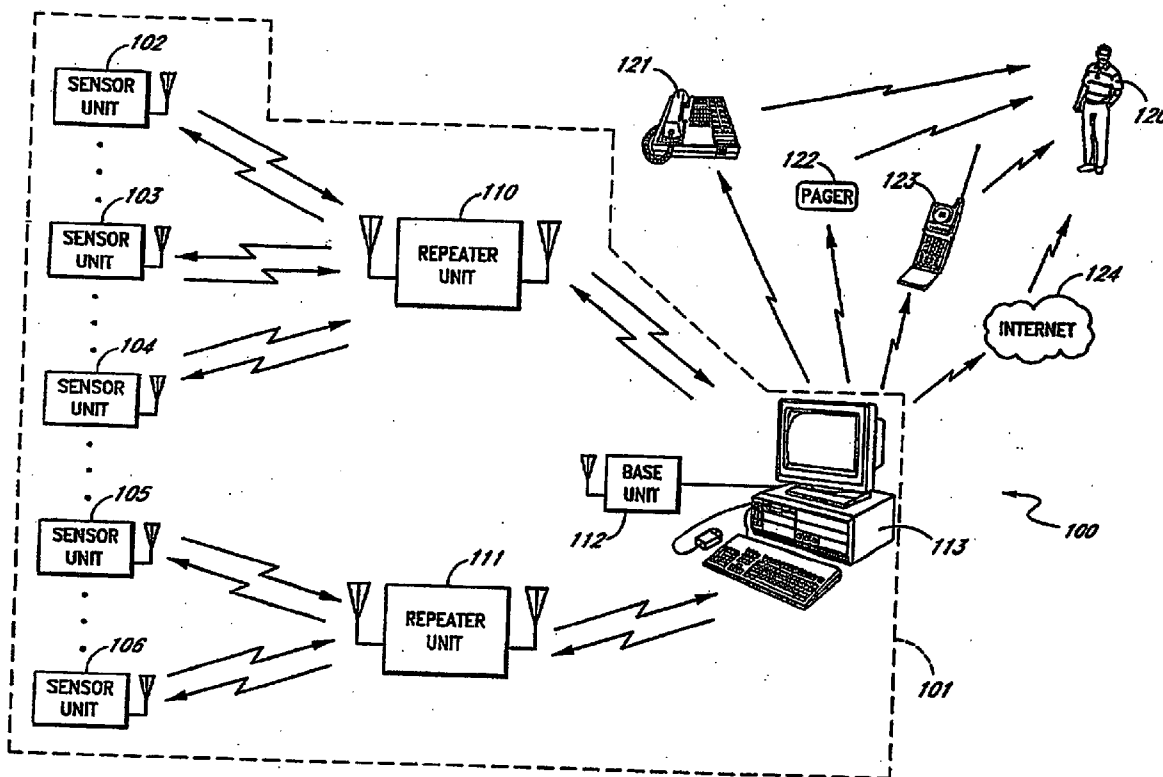 102
SENSOR
UNIT
103
SENSOR
UNIT
104
SENSOR
UNIT
105
SENSOR
UNIT
106
SENSOR
UNIT
110
REPEATER
UNIT
111
REPEATER
UNIT
BASE
UNIT
112
113
121
122
PAGER
123
120
124
INTERNET
100
101